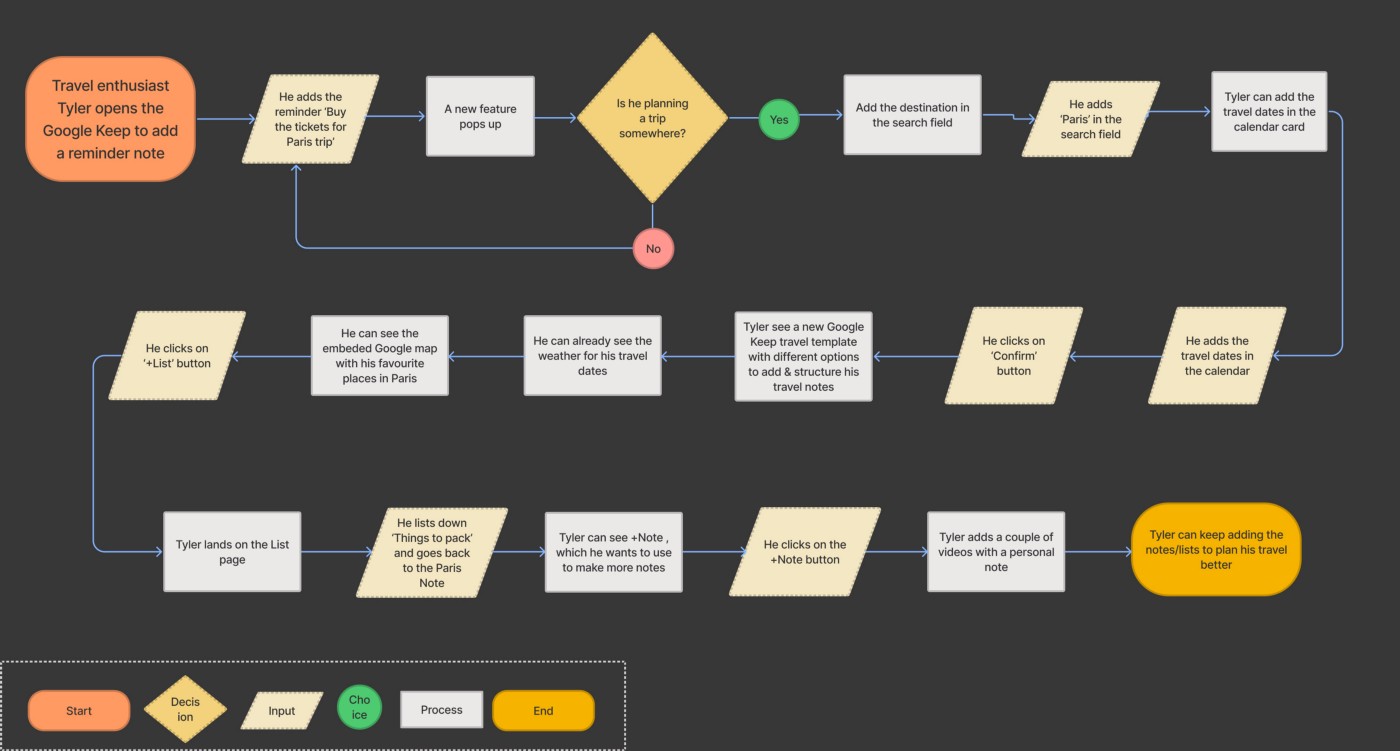 Travel enthusiast
Tyler opens the
Google Keep to add
a reminder note
He adds the
reminder ‘Buy
the tickets for
Paris trip’
A new feature
pops up
Is he planning
a trip
somewhere?
Yes
No
Add the destination in
the search field
He adds
‘Paris’ in the
search field
Tyler can add the
travel dates in the
calendar card
He adds the
travel dates in
the calendar
He clicks on
‘Confirm’
button
Tyler see a new Google
Keep travel template
with different options
to add & structure his
travel notes
He can already see the
weather for his travel
dates
He can see the
embeded Google map
with his favourite
places in Paris
He clicks on
‘+List’ button
Tyler lands on the List
page
He lists down
‘Things to pack’
and goes back
to the Paris
Note
Tyler can see +Note ,
which he wants to use
to make more notes
He clicks on the
+Note button
Tyler adds a couple of
videos with a personal
note
Tyler can keep adding the
notes/lists to plan his travel
better
Start
Decis
ion
Input
Cho
ice
Process
End